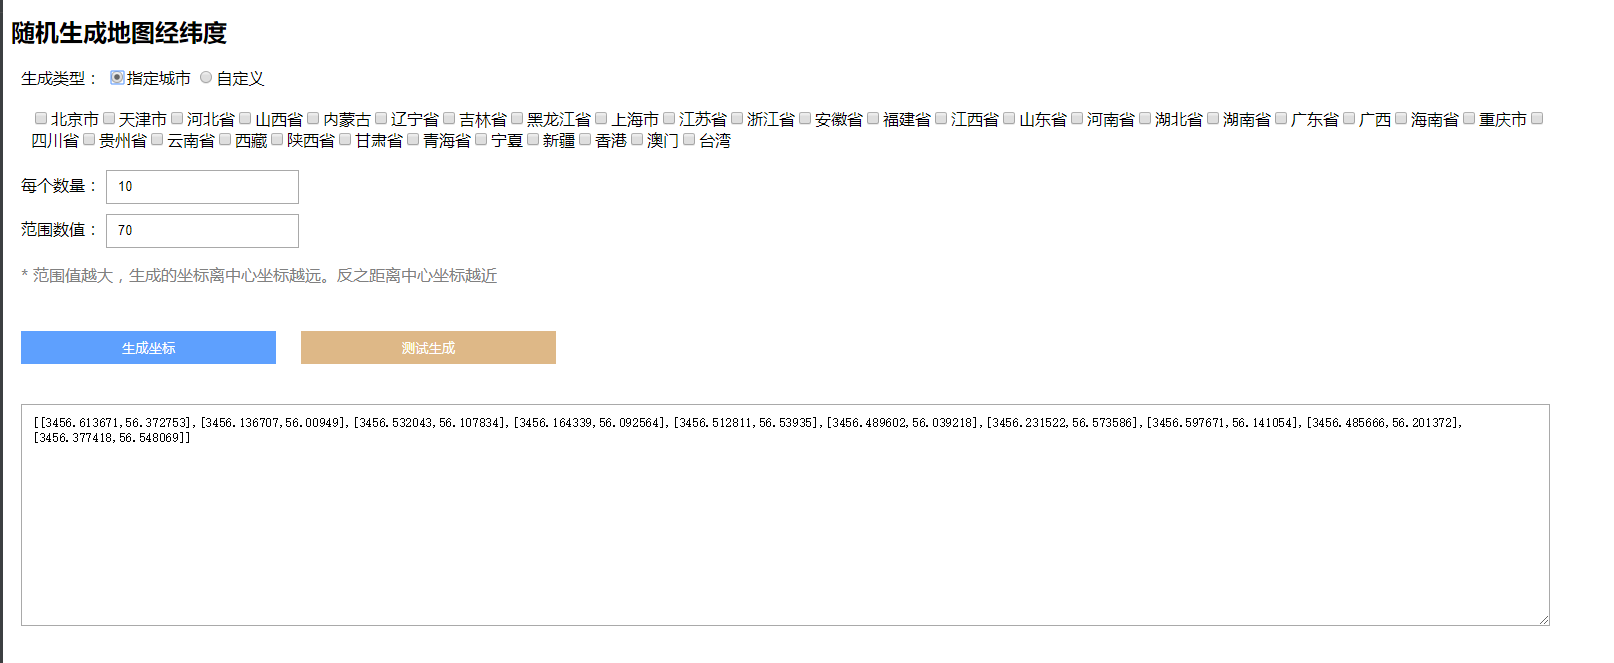 随机生成地图经纬度
生成类型： 指定城市 自定义
北京市 天津市 河北省 山西省 内蒙古 辽宁省 吉林省 黑龙江省 上海市 江苏省 浙江省 安徽省 福建省 江西省 山东省 河南省 湖北省 湖南省 广东省 广西 海南省 重庆市
四川省 贵州省 云南省 西藏 陕西省 甘肃省 青海省 宁夏 新疆 香港 澳门 台湾
每个数量： 10
范围数值： 70
* 范围值越大，生成的坐标离中心坐标越远。反之距离中心坐标越近
生成坐标 测试生成
[[3456.613671,56.372753],[3456.136707,56.00949],[3456.532043,56.107834],[3456.164339,56.092564],[3456.512811,56.53935],[3456.489602,56.039218],[3456.231522,56.573586],[3456.597671,56.141054],[3456.485666,56.201372],
[3456.377418,56.548069]]